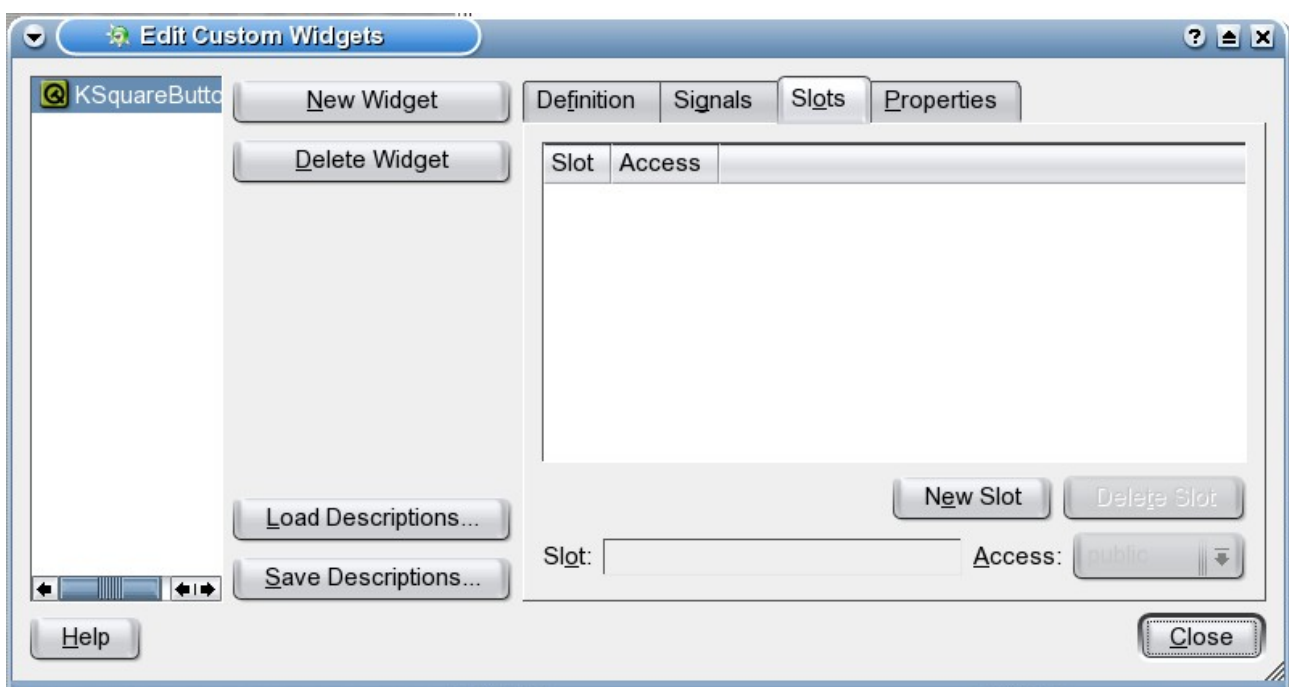 Edit Custom Widgets
KSquareButto
New Widget
Delete Widget
Load Descriptions...
Save Descriptions...
Definition Signals Slots Properties
Slot Access
New Slot Delete Slot
Slot: Access: public
Help Close